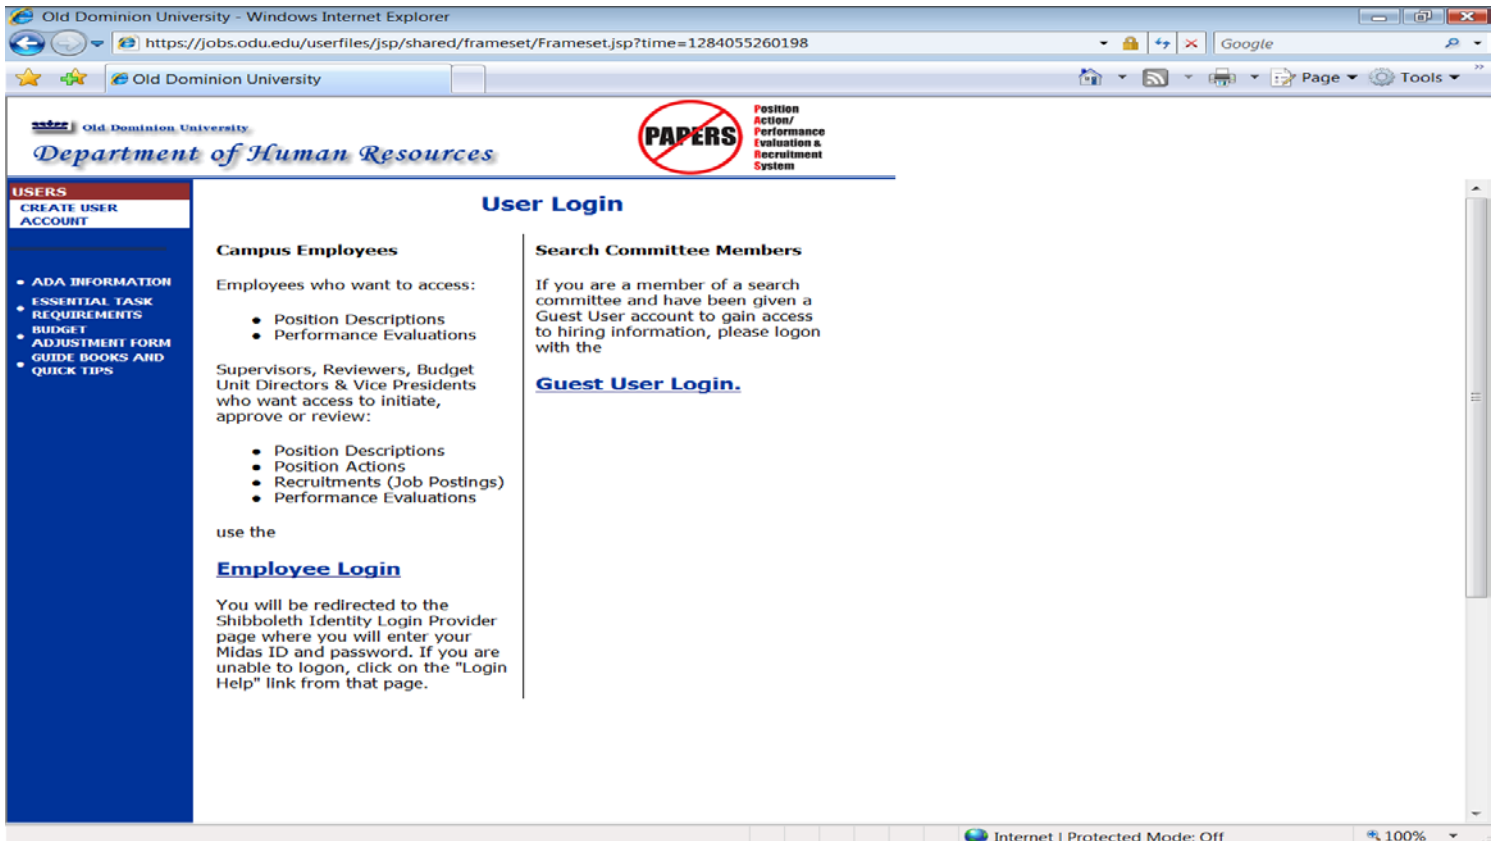 Old Dominion University - Windows Internet Explorer
https://jobs.odu.edu/userfiles/jsp/shared/frameset/Frameset.jsp?time=1284055260198
Google
Old Dominion University
Page
Tools
Old Dominion University
Department of Human Resources
PAPERS
Position
Action/
Performance
Evaluation &
Recruitment
System
USERS
CREATE USER
ACCOUNT
• ADA INFORMATION
• ESSENTIAL TASK
REQUIREMENTS
• BUDGET
ADJUSTMENT FORM
• GUIDE BOOKS AND
QUICK TIPS
User Login
Campus Employees
Employees who want to access:
• Position Descriptions
• Performance Evaluations
Supervisors, Reviewers, Budget
Unit Directors & Vice Presidents
who want access to initiate,
approve or review:
• Position Descriptions
• Position Actions
• Recruitments (Job Postings)
• Performance Evaluations
use the
Employee Login
You will be redirected to the
Shibboleth Identity Login Provider
page where you will enter your
Midas ID and password. If you are
unable to logon, click on the "Login
Help" link from that page.
Search Committee Members
If you are a member of a search
committee and have been given a
Guest User account to gain access
to hiring information, please logon
with the
Guest User Login.
Internet | Protected Mode: Off
100%